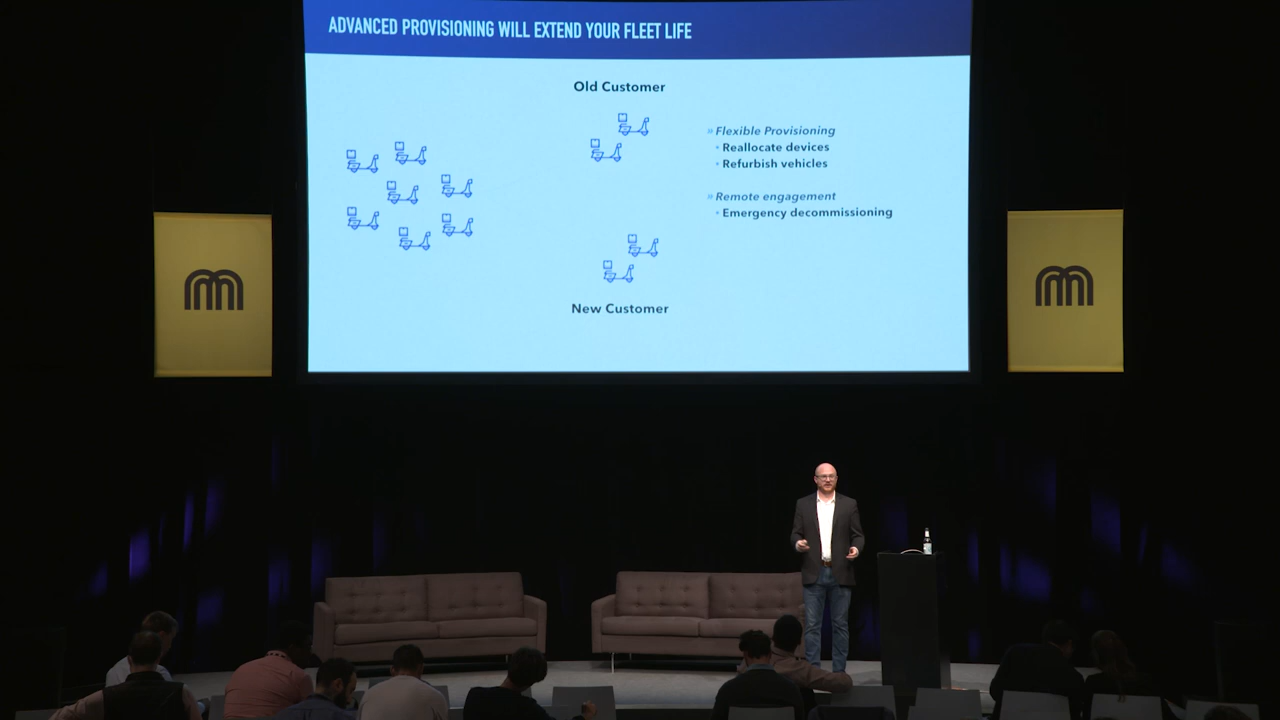 ADVANCED PROVISIONING WILL EXTEND YOUR FLEET LIFE
Old Customer
» Flexible Provisioning
• Reallocate devices
• Refurbish vehicles
» Remote engagement
• Emergency decommissioning
New Customer